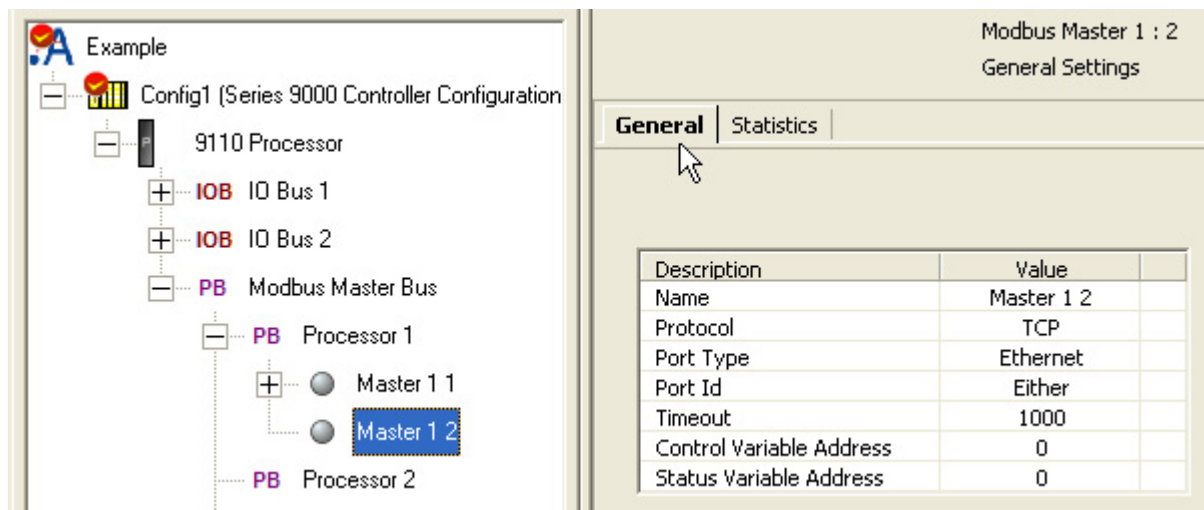 Example
Config1 (Series 9000 Controller Configuration
P 9110 Processor
IOB IO Bus 1
IOB IO Bus 2
PB Modbus Master Bus
PB Processor 1
Master 1 1
Master 1 2
PB Processor 2
Modbus Master 1 : 2
General Settings
General Statistics
Description Value
Name Master 1 2
Protocol TCP
Port Type Ethernet
Port Id Either
Timeout 1000
Control Variable Address 0
Status Variable Address 0